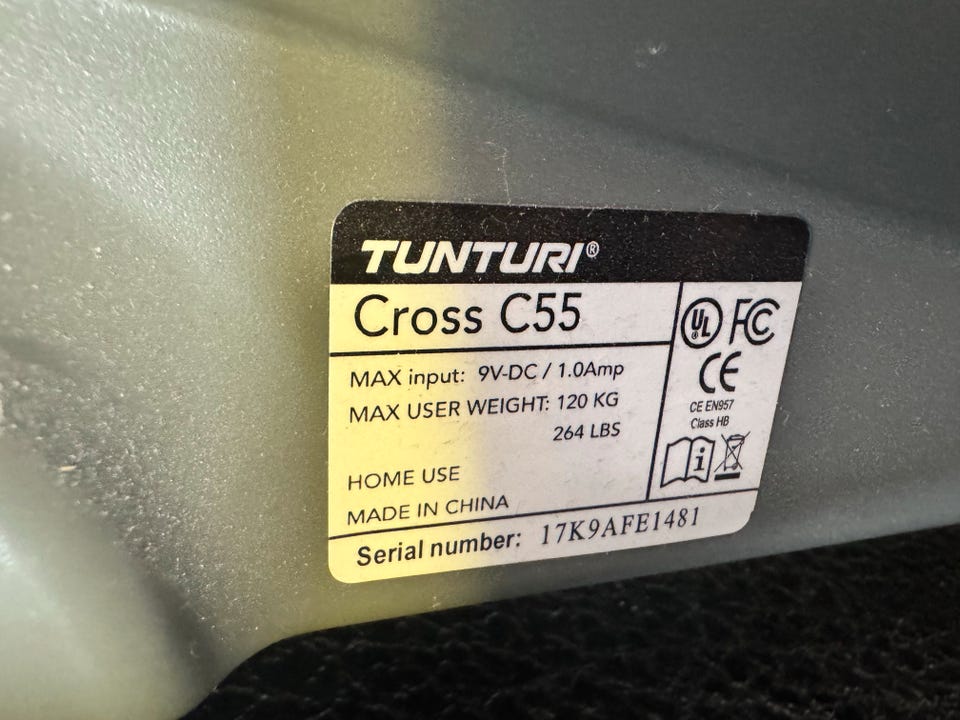 TUNTURI®
Cross C55
MAX input: 9V-DC / 1.0Amp
MAX USER WEIGHT: 120 KG
264 LBS
HOME USE
MADE IN CHINA
UL FC
CE
CE EN957
Class HB
i
Serial number: 17K9AFE1481